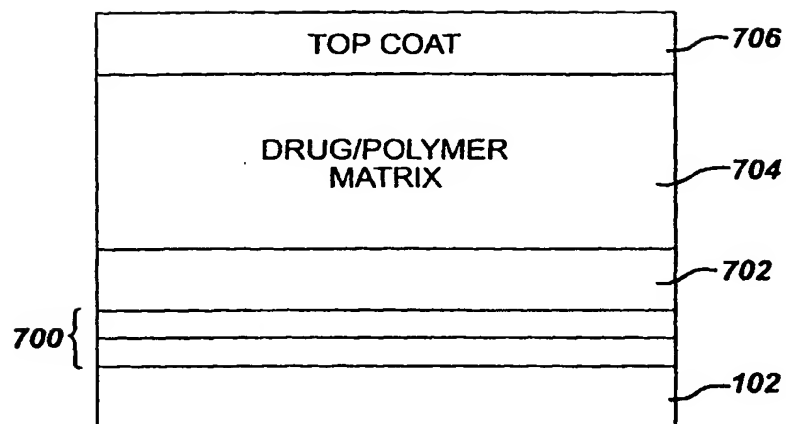 TOP COAT
706
DRUG/POLYMER
MATRIX
704
702
700
102